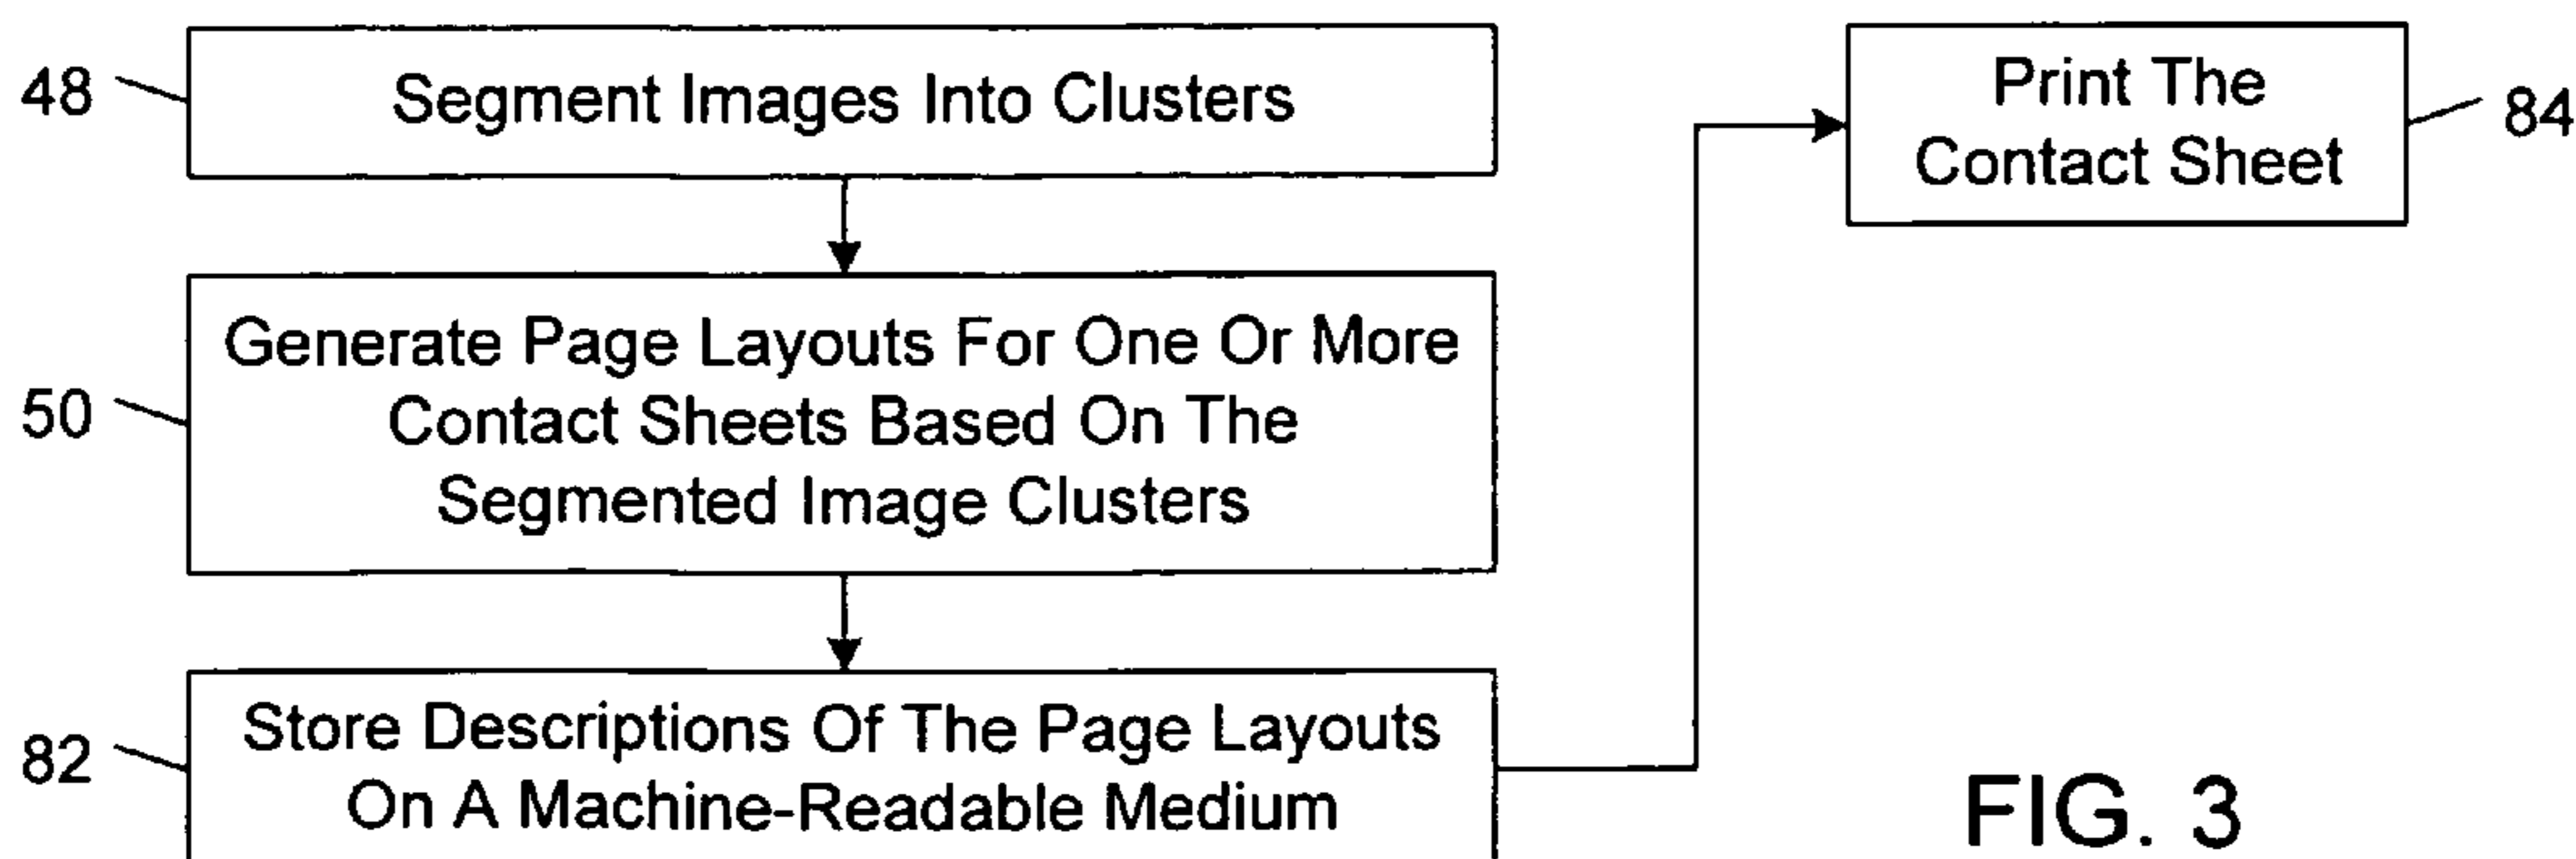 48
Segment Images Into Clusters
50
Generate Page Layouts For One Or More
Contact Sheets Based On The
Segmented Image Clusters
82
Store Descriptions Of The Page Layouts
On A Machine-Readable Medium
Print The
Contact Sheet
84
FIG. 3